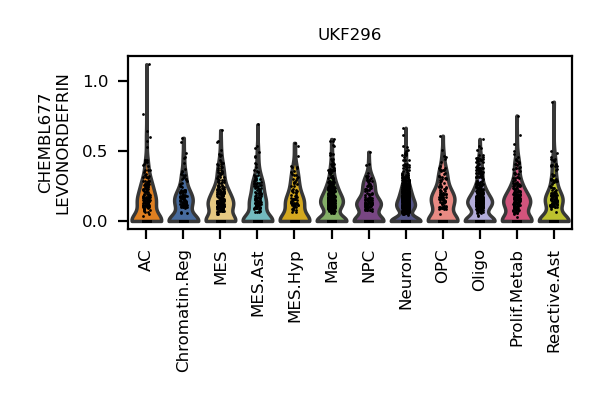 UKF296
CHEMBL677
LEVONORDEFRIN
1.0
0.5
0.0
AC
Chromatin.Reg
MES
MES.Ast
MES.Hyp
Mac
NPC
Neuron
OPC
Oligo
Prolif.Metab
Reactive.Ast